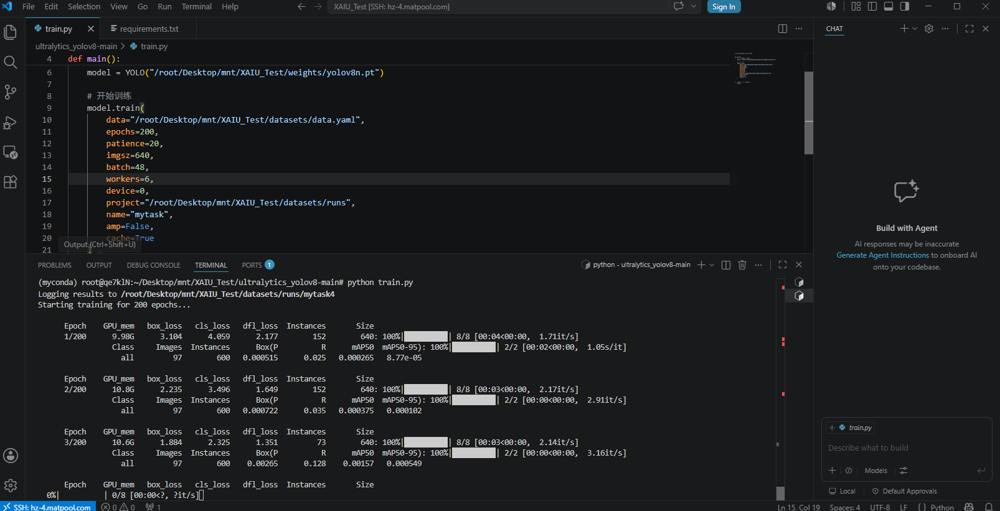 File Edit Selection View Go Run Terminal Help
XAIU_Test [SSH: hz-4.matpool.com]
Sign In
train.py
requirements.txt
ultralytics_yolov8-main > train.py
4 def main():
6 model = YOLO("/root/Desktop/mnt/XAIU_Test/weights/yolov8n.pt")
7
8 # 开始训练
9 model.train(
10 data="/root/Desktop/mnt/XAIU_Test/datasets/data.yaml",
11 epochs=200,
12 patience=20,
13 imgsz=640,
14 batch=48,
15 workers=6,
16 device=0,
17 project="/root/Desktop/mnt/XAIU_Test/datasets/runs",
18 name="mytask",
19 amp=False,
20 cache=True
Output (Ctrl+Shift+U)
21 )
PROBLEMS OUTPUT DEBUG CONSOLE TERMINAL PORTS 1
python - ultralytics_yolov8-main
(myconda) root@qe7klN:~/Desktop/mnt/XAIU_Test/ultralytics_yolov8-main# python train.py
Logging results to /root/Desktop/mnt/XAIU_Test/datasets/runs/mytask4
Starting training for 200 epochs...
Epoch GPU_mem box_loss cls_loss dfl_loss Instances Size
1/200 9.98G 3.104 4.059 2.177 152 640: 100%|██████████| 8/8 [00:04<00:00, 1.71it/s]
Class Images Instances Box(P R mAP50 mAP50-95): 100%|██████████| 2/2 [00:02<00:00, 1.05s/it]
all 97 600 0.000515 0.025 0.000265 8.77e-05
Epoch GPU_mem box_loss cls_loss dfl_loss Instances Size
2/200 10.8G 2.235 3.496 1.649 152 640: 100%|██████████| 8/8 [00:03<00:00, 2.17it/s]
Class Images Instances Box(P R mAP50 mAP50-95): 100%|██████████| 2/2 [00:00<00:00, 2.91it/s]
all 97 600 0.000722 0.035 0.000375 0.000102
Epoch GPU_mem box_loss cls_loss dfl_loss Instances Size
3/200 10.6G 1.884 2.325 1.351 73 640: 100%|██████████| 8/8 [00:03<00:00, 2.14it/s]
Class Images Instances Box(P R mAP50 mAP50-95): 100%|██████████| 2/2 [00:00<00:00, 3.16it/s]
all 97 600 0.00265 0.128 0.00157 0.000549
Epoch GPU_mem box_loss cls_loss dfl_loss Instances Size
0%| | 0/8 [00:00<?, ?it/s]
CHAT
Build with Agent
AI responses may be inaccurate
Generate Agent Instructions to onboard AI
onto your codebase.
train.py
Describe what to build
Models
Local Default Approvals
SSH: hz-4.matpool.com 0 0 1
Ln 15, Col 19 Spaces: 4 UTF-8 LF { } Python